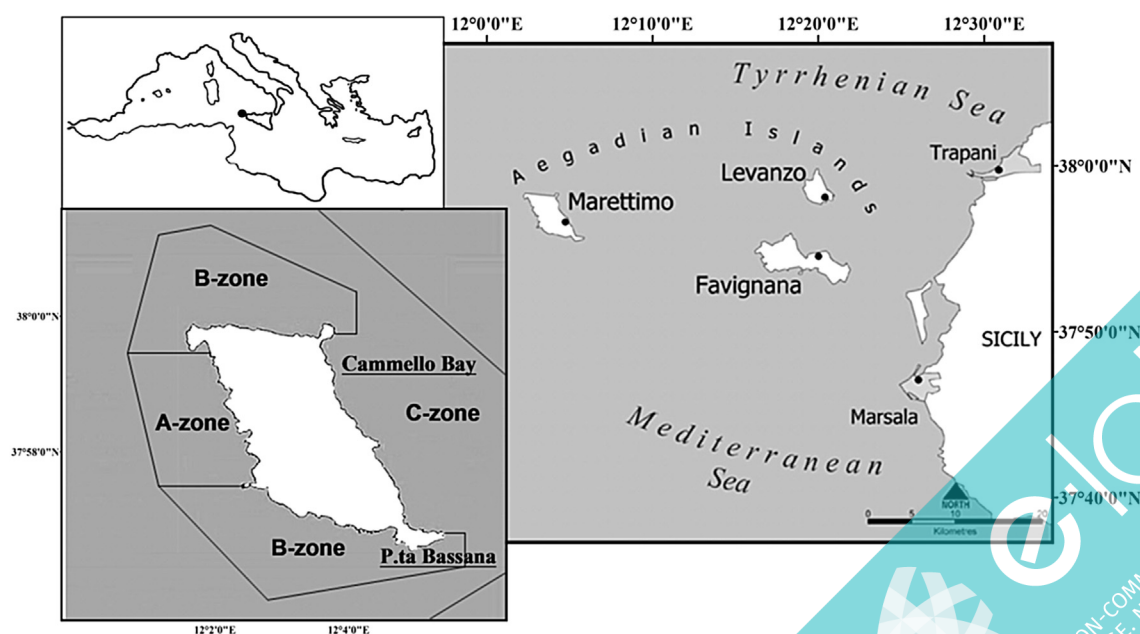 12°0'0"E 12°10'0"E 12°20'0"E 12°30'0"E
Tyrrhenian Sea
Aegadian Islands
Trapani
38°0'0"N
Levanzo
Marettimo
Favignana
37°50'0"N
SICILY
Marsala
Mediterranean
Sea
37°40'0"N
NORTH
0 5 10 20
Kilometres
B-zone
38°0'0"N
Cammello Bay
C-zone
A-zone
37°58'0"N
B-zone
P.ta Bassana
12°2'0"E 12°4'0"E